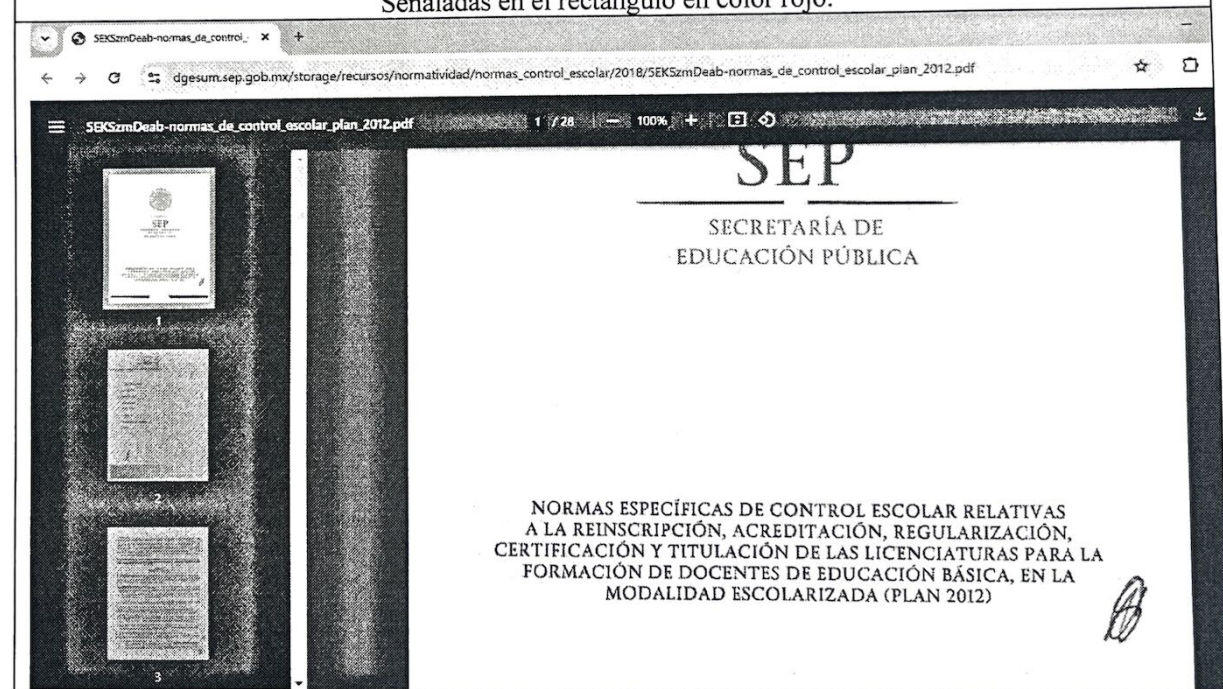 Señaladas en el rectángulo en color rojo.
SEKSzmDeab-normas_de_control_
dgesum.sep.gob.mx/storage/recursos/normatividad/normas_control_escolar/2018/SEKSzmDeab-normas_de_control_escolar_plan_2012.pdf
SEKSzmDeab-normas_de_control_escolar_plan_2012.pdf
1 / 28
100%
SEP
1
2
3
SEP
SECRETARÍA DE
EDUCACIÓN PÚBLICA
NORMAS ESPECÍFICAS DE CONTROL ESCOLAR RELATIVAS
A LA REINSCRIPCIÓN, ACREDITACIÓN, REGULARIZACIÓN,
CERTIFICACIÓN Y TITULACIÓN DE LAS LICENCIATURAS PARA LA
FORMACIÓN DE DOCENTES DE EDUCACIÓN BÁSICA, EN LA
MODALIDAD ESCOLARIZADA (PLAN 2012)